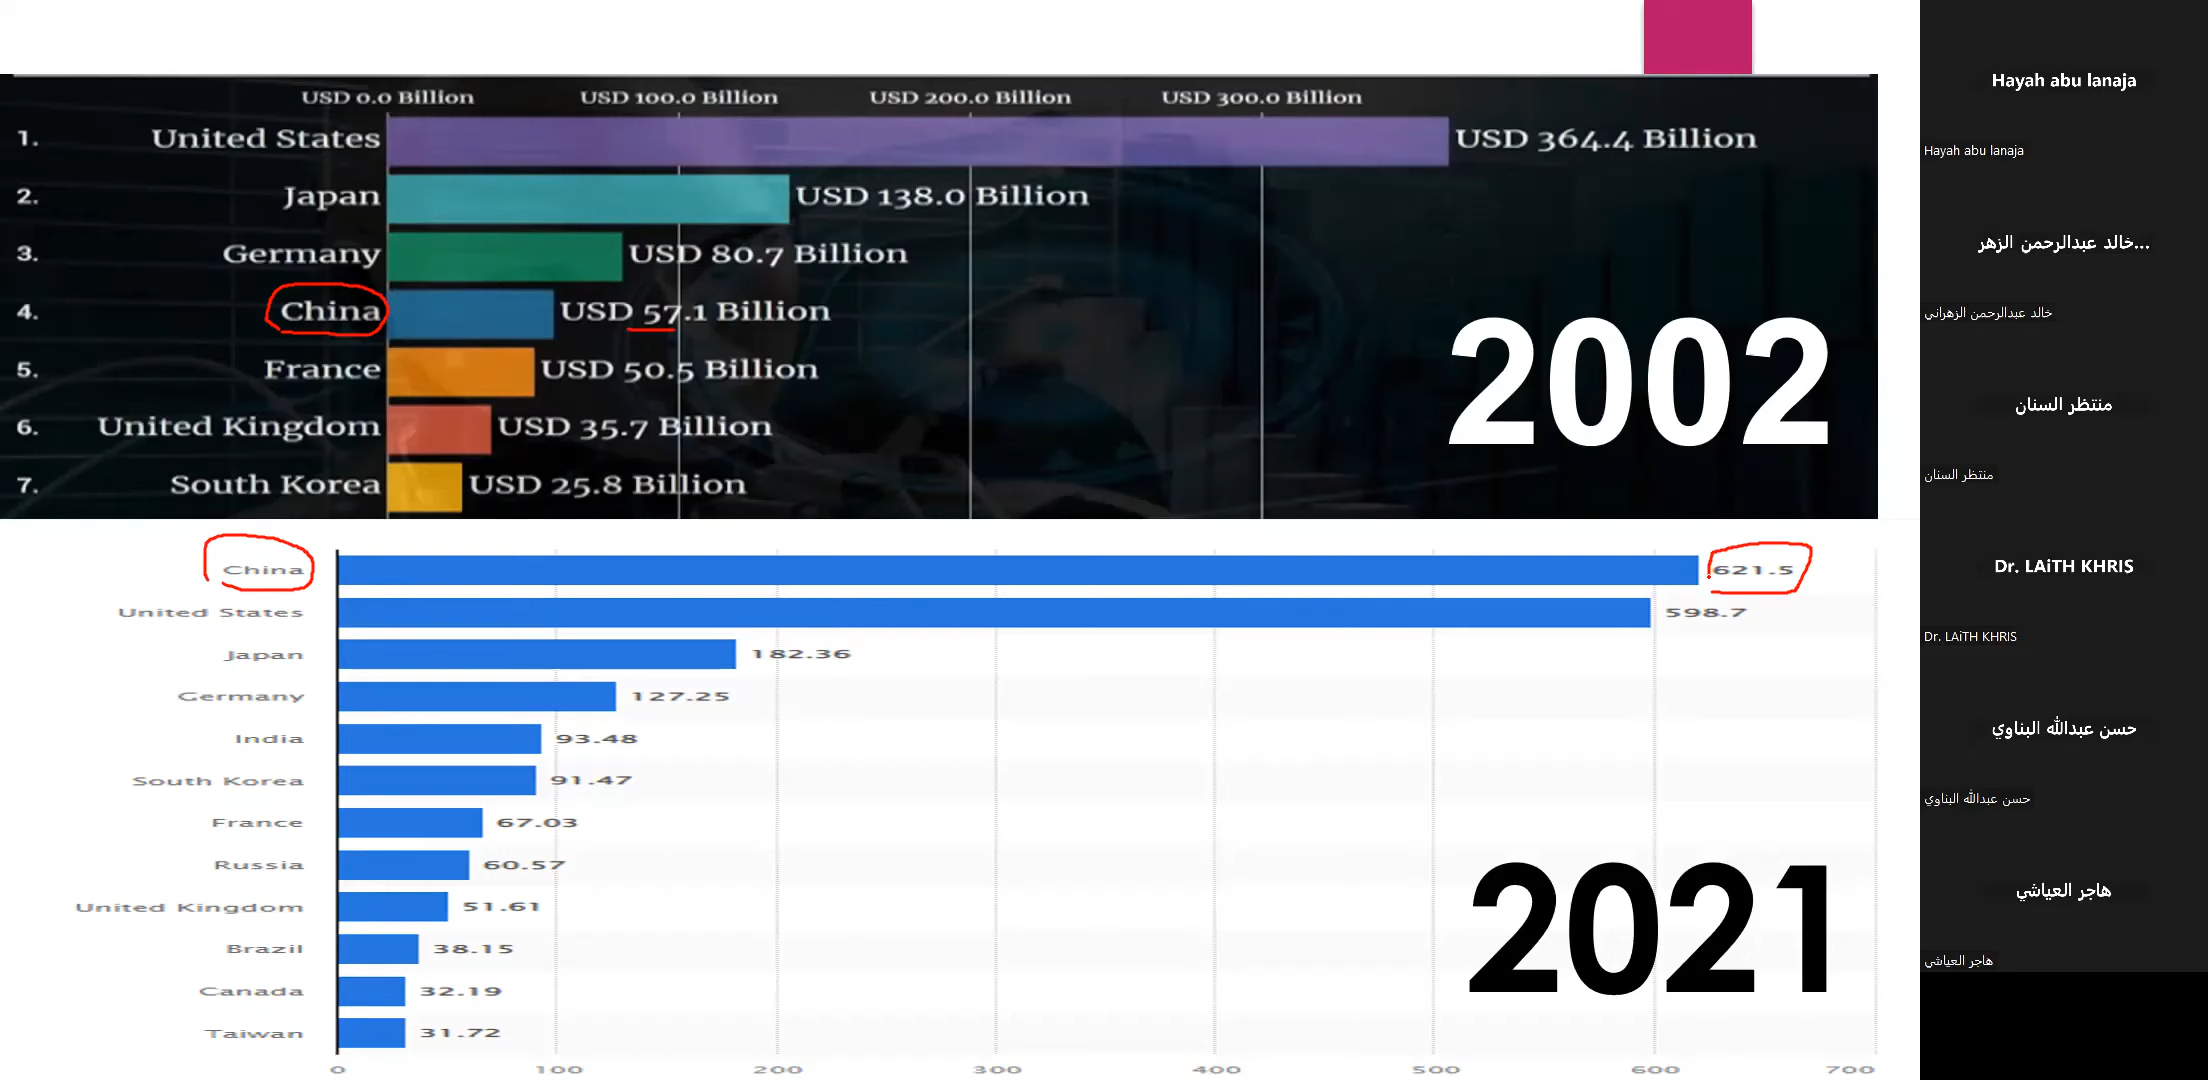 USD 0.0 Billion USD 100.0 Billion USD 200.0 Billion USD 300.0 Billion
1. United States USD 364.4 Billion
2. Japan USD 138.0 Billion
3. Germany USD 80.7 Billion
4. China USD 57.1 Billion
5. France USD 50.5 Billion
6. United Kingdom USD 35.7 Billion
7. South Korea USD 25.8 Billion
2002
China 621.5
United States 598.7
Japan 182.36
Germany 127.25
India 93.48
South Korea 91.47
France 67.03
Russia 60.57
United Kingdom 51.61
Brazil 38.15
Canada 32.19
Taiwan 31.72
0 100 200 300 400 500 600 700
2021
Hayah abu lanaja
Hayah abu lanaja
خالد عبدالرحمن الزهر...
خالد عبدالرحمن الزهراني
منتظر السنان
منتظر السنان
Dr. LAiTH KHRIS
Dr. LAiTH KHRIS
حسن عبدالله البناوي
حسن عبدالله البناوي
هاجر العياشي
هاجر العياشي